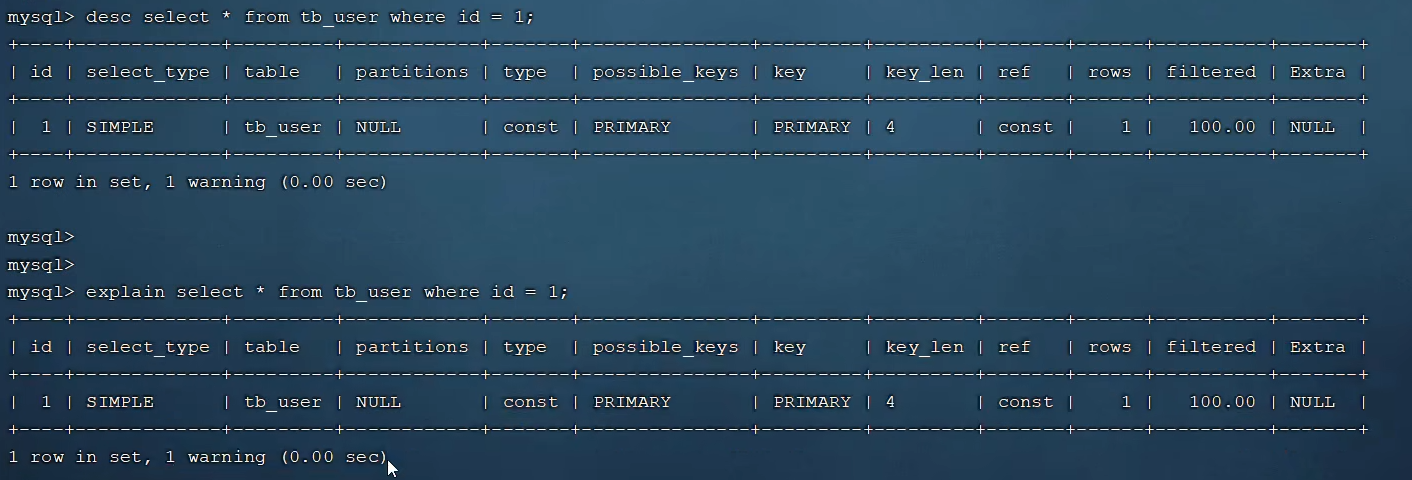 mysql> desc select * from tb_user where id = 1;
+----+-------------+---------+------------+-------+---------------+---------+---------+-------+------+----------+-------+
| id | select_type | table   | partitions | type  | possible_keys | key     | key_len | ref   | rows | filtered | Extra |
+----+-------------+---------+------------+-------+---------------+---------+---------+-------+------+----------+-------+
|  1 | SIMPLE      | tb_user | NULL       | const | PRIMARY       | PRIMARY | 4       | const |    1 |   100.00 | NULL  |
+----+-------------+---------+------------+-------+---------------+---------+---------+-------+------+----------+-------+
1 row in set, 1 warning (0.00 sec)
mysql>
mysql>
mysql> explain select * from tb_user where id = 1;
+----+-------------+---------+------------+-------+---------------+---------+---------+-------+------+----------+-------+
| id | select_type | table   | partitions | type  | possible_keys | key     | key_len | ref   | rows | filtered | Extra |
+----+-------------+---------+------------+-------+---------------+---------+---------+-------+------+----------+-------+
|  1 | SIMPLE      | tb_user | NULL       | const | PRIMARY       | PRIMARY | 4       | const |    1 |   100.00 | NULL  |
+----+-------------+---------+------------+-------+---------------+---------+---------+-------+------+----------+-------+
1 row in set, 1 warning (0.00 sec)